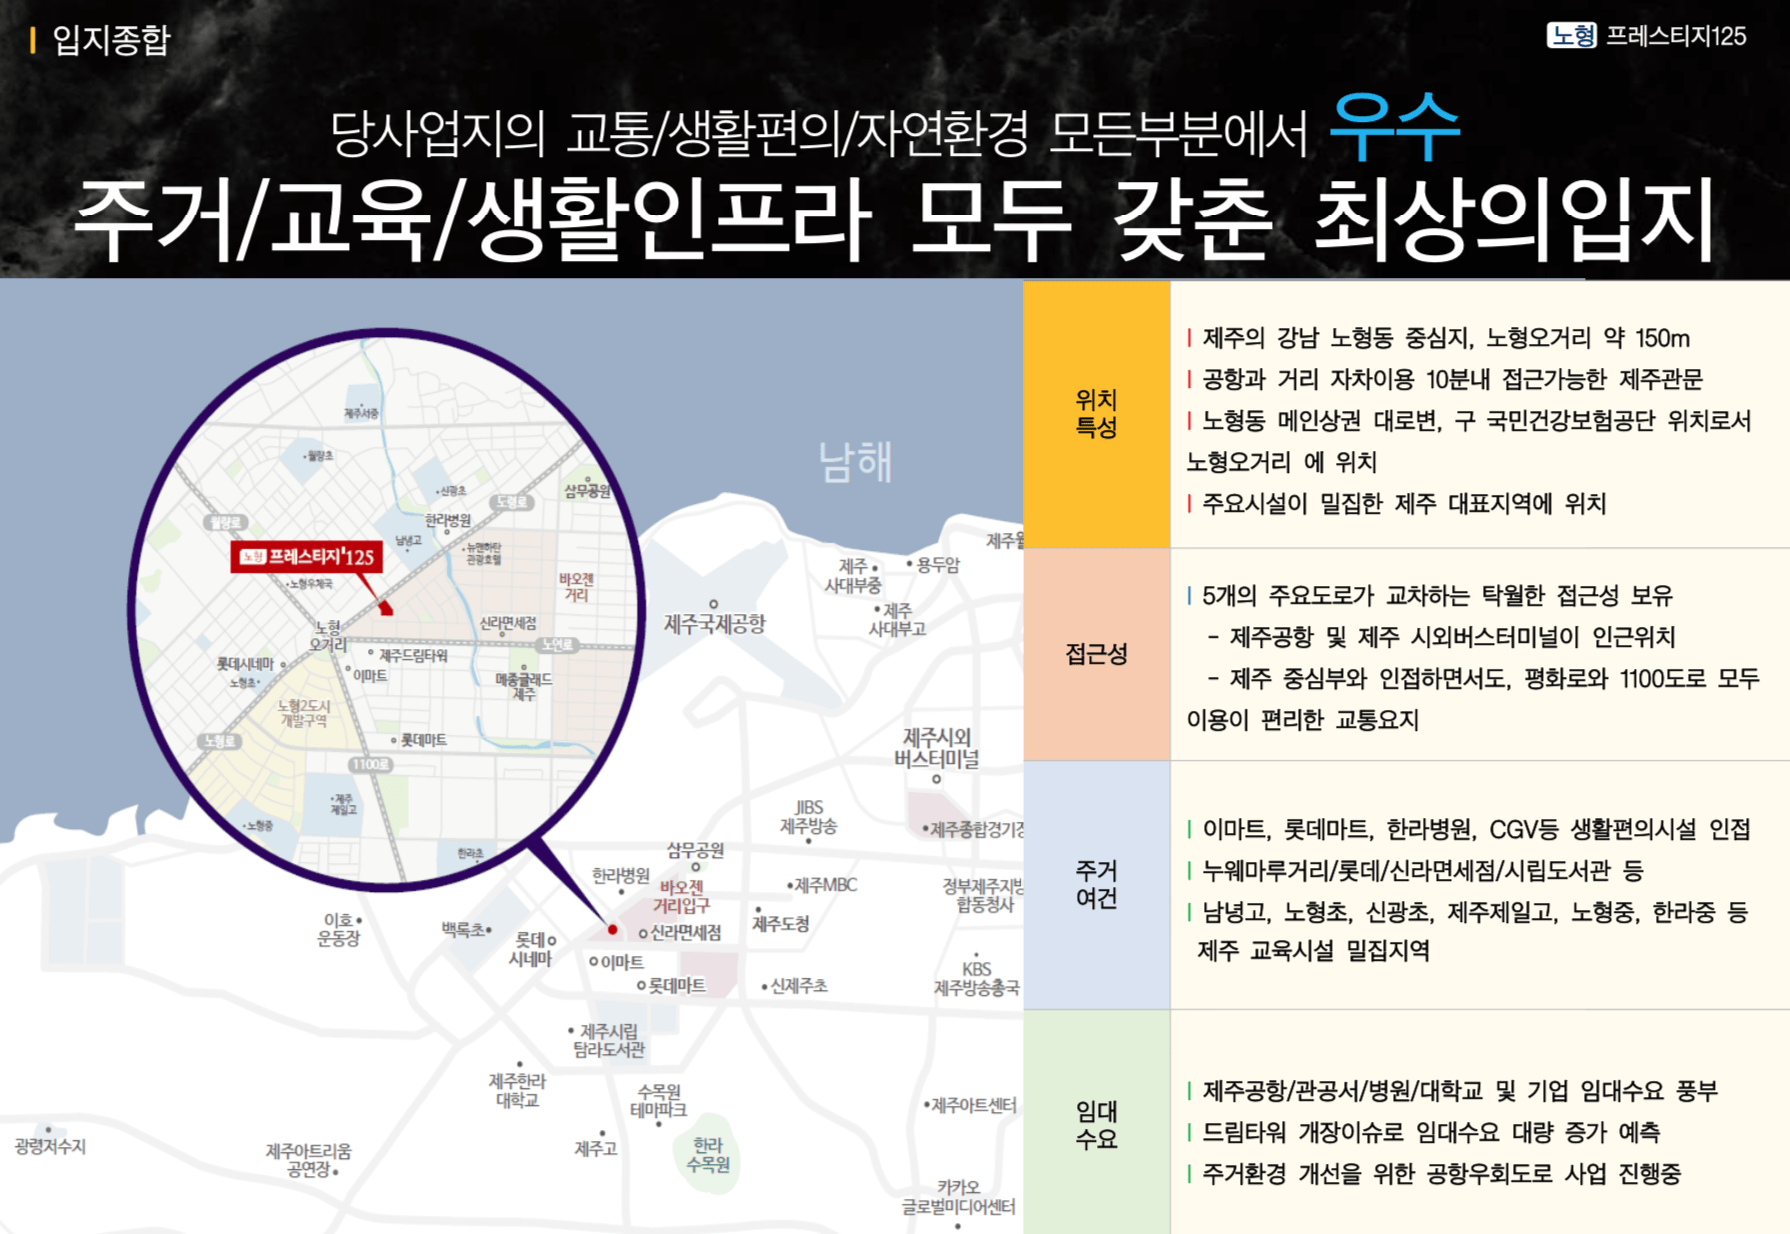 입지종합
노형 프레스티지125
당사업지의 교통/생활편의/자연환경 모든부분에서 우수
주거/교육/생활인프라 모두 갖춘 최상의입지
남해
제주서중
월랑초
신광초
도령로
삼무공원
월랑로
한라병원
남녕고
뉴맨하탄
관광호텔
노형 프레스티지'125
노형우체국
바오젠
거리
신라면세점
노형
오거리
노연로
제주드림타워
롯데시네마
노형초
이마트
메종글래드
제주
노형2도시
개발구역
노형로
롯데마트
1100로
제주
제일고
노형중
한라초
제주국제공항
제주
사대부중
용두암
제주
사대부고
제주시외
버스터미널
JIBS
제주방송
제주종합경기장
삼무공원
한라병원
바오젠
거리입구
제주MBC
정부제주지방
합동청사
이호
운동장
백록초
롯데
시네마
신라면세점
제주도청
이마트
롯데마트
신제주초
KBS
제주방송총국
제주시립
탐라도서관
제주한라
대학교
수목원
테마파크
제주아트센터
광령저수지
제주아트리움
공연장
제주고
한라
수목원
카카오
글로벌미디어센터
위치
특성
제주의 강남 노형동 중심지, 노형오거리 약 150m
공항과 거리 자차이용 10분내 접근가능한 제주관문
노형동 메인상권 대로변, 구 국민건강보험공단 위치로서
노형오거리 에 위치
주요시설이 밀집한 제주 대표지역에 위치
접근성
5개의 주요도로가 교차하는 탁월한 접근성 보유
- 제주공항 및 제주 시외버스터미널이 인근위치
- 제주 중심부와 인접하면서도, 평화로와 1100도로 모두
이용이 편리한 교통요지
주거
여건
이마트, 롯데마트, 한라병원, CGV등 생활편의시설 인접
누웨마루거리/롯데/신라면세점/시립도서관 등
남녕고, 노형초, 신광초, 제주제일고, 노형중, 한라중 등
제주 교육시설 밀집지역
임대
수요
제주공항/관공서/병원/대학교 및 기업 임대수요 풍부
드림타워 개장이슈로 임대수요 대량 증가 예측
주거환경 개선을 위한 공항우회도로 사업 진행중